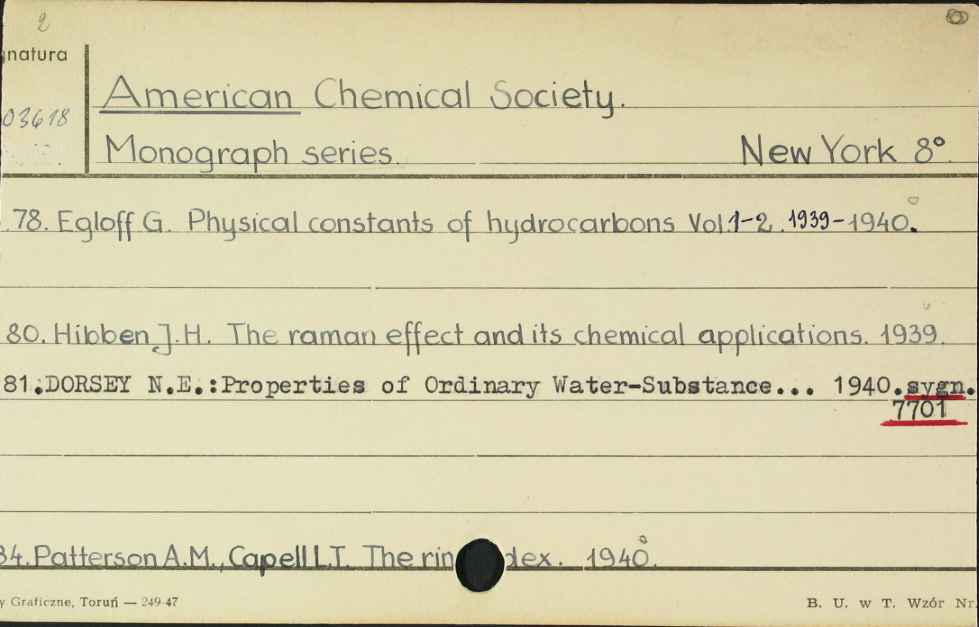 2
gnatura
03618
American Chemical Society.
Monograph series. New York 8°
78. Egloff G. Physical constants of hydrocarbons Vol.1-2. 1939-1940.
80. Hibben J.H. The raman effect and its chemical applications. 1939.
81.DORSEY N.E.:Properties of Ordinary Water-Substance... 1940.sygn.
7701
84. Patterson A.M., Capell L.T. The rin dex. 1940.
y Graficzne, Toruń — 249-47 B. U. w T. Wzór Nr.